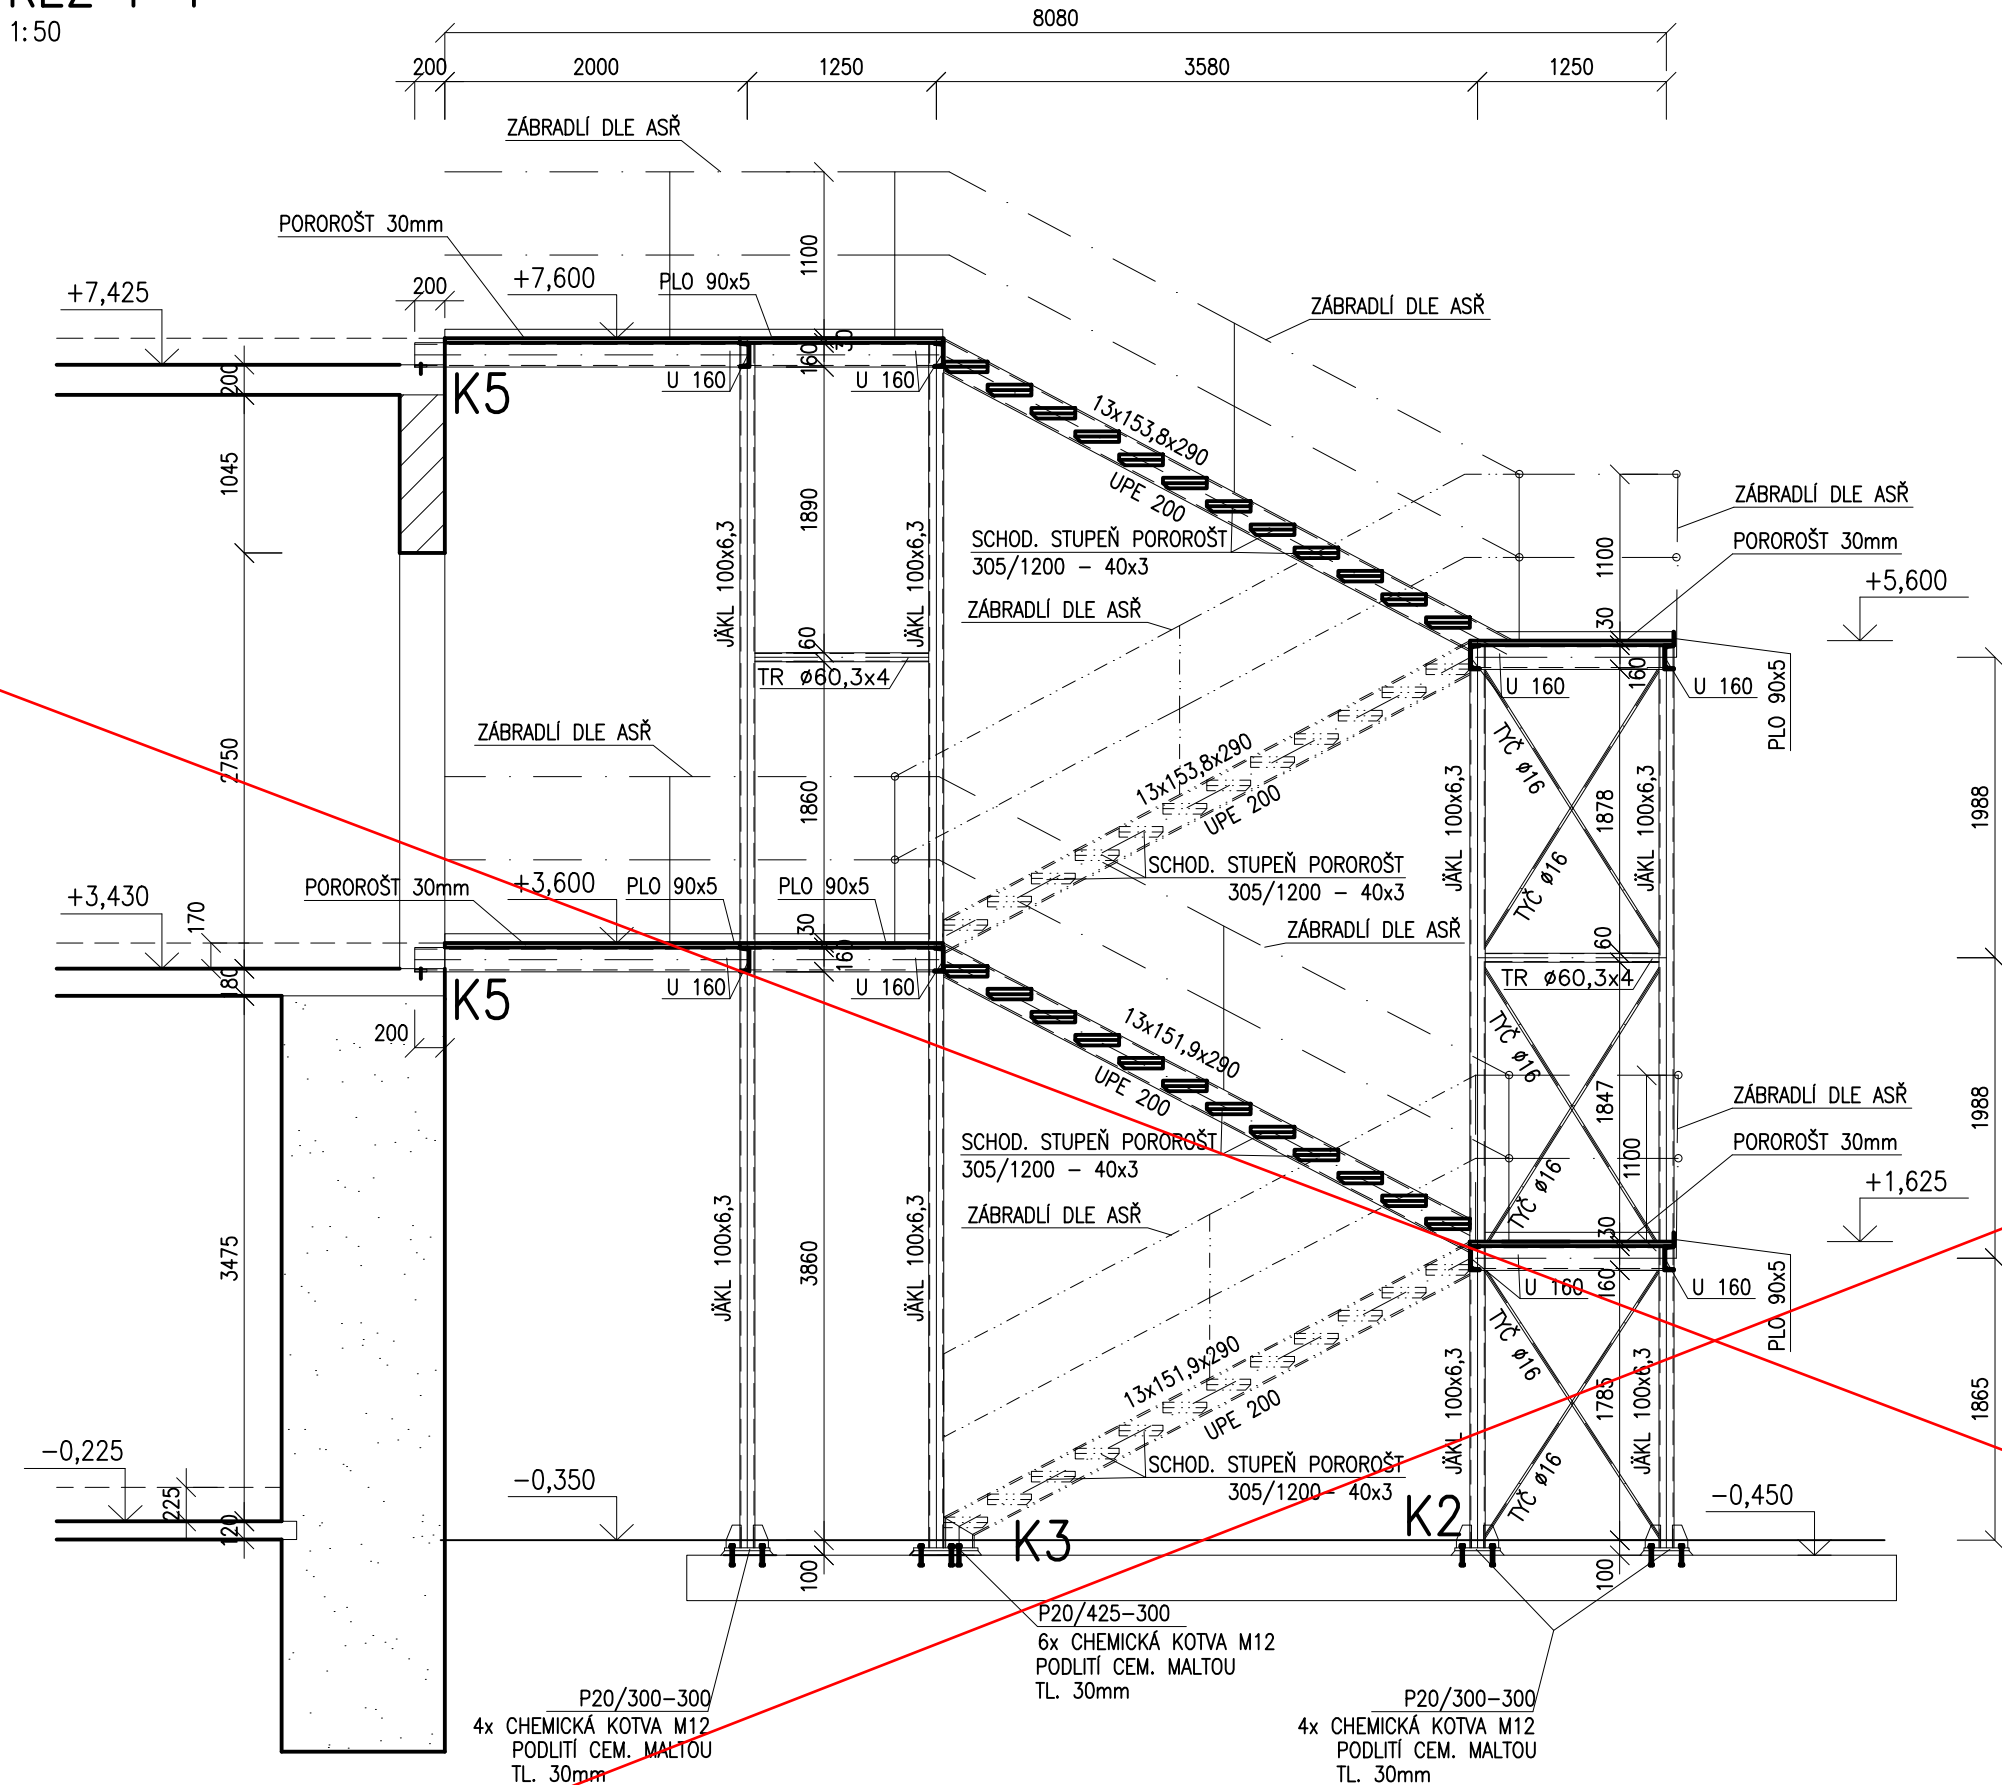 1:50
8080
200
2000
1250
3580
1250
ZÁBRADLÍ DLE ASŘ
POROROŠT 30mm
+7,425
200
+7,600
PLO 90x5
1100
30
160
ZÁBRADLÍ DLE ASŘ
200
K5
U 160
U 160
1045
13x153,8x290
UPE 200
JÄKL 100x6,3
1890
JÄKL 100x6,3
SCHOD. STUPEŇ POROROŠT
305/1200 - 40x3
ZÁBRADLÍ DLE ASŘ
ZÁBRADLÍ DLE ASŘ
POROROŠT 30mm
1100
+5,600
30
160
60
TR ø60,3x4
U 160
U 160
PLO 90x5
2750
ZÁBRADLÍ DLE ASŘ
1860
13x153,8x290
UPE 200
TYČ ø16
JÄKL 100x6,3
1878
JÄKL 100x6,3
1988
TYČ ø16
SCHOD. STUPEŇ POROROŠT
305/1200 - 40x3
+3,430
170
POROROŠT 30mm
+3,600
PLO 90x5
PLO 90x5
30
160
ZÁBRADLÍ DLE ASŘ
60
TR ø60,3x4
180
K5
U 160
U 160
200
13x151,9x290
UPE 200
TYČ ø16
1847
1988
1100
ZÁBRADLÍ DLE ASŘ
POROROŠT 30mm
SCHOD. STUPEŇ POROROŠT
305/1200 - 40x3
TYČ ø16
+1,625
ZÁBRADLÍ DLE ASŘ
30
3475
JÄKL 100x6,3
3860
JÄKL 100x6,3
160
U 160
U 160
PLO 90x5
13x151,9x290
UPE 200
TYČ ø16
JÄKL 100x6,3
1785
JÄKL 100x6,3
1865
-0,225
225
120
-0,350
SCHOD. STUPEŇ POROROŠT
305/1200 - 40x3
TYČ ø16
K2
-0,450
K3
100
100
P20/425-300
6x CHEMICKÁ KOTVA M12
PODLITÍ CEM. MALTOU
TL. 30mm
P20/300-300
4x CHEMICKÁ KOTVA M12
PODLITÍ CEM. MALTOU
TL. 30mm
P20/300-300
4x CHEMICKÁ KOTVA M12
PODLITÍ CEM. MALTOU
TL. 30mm